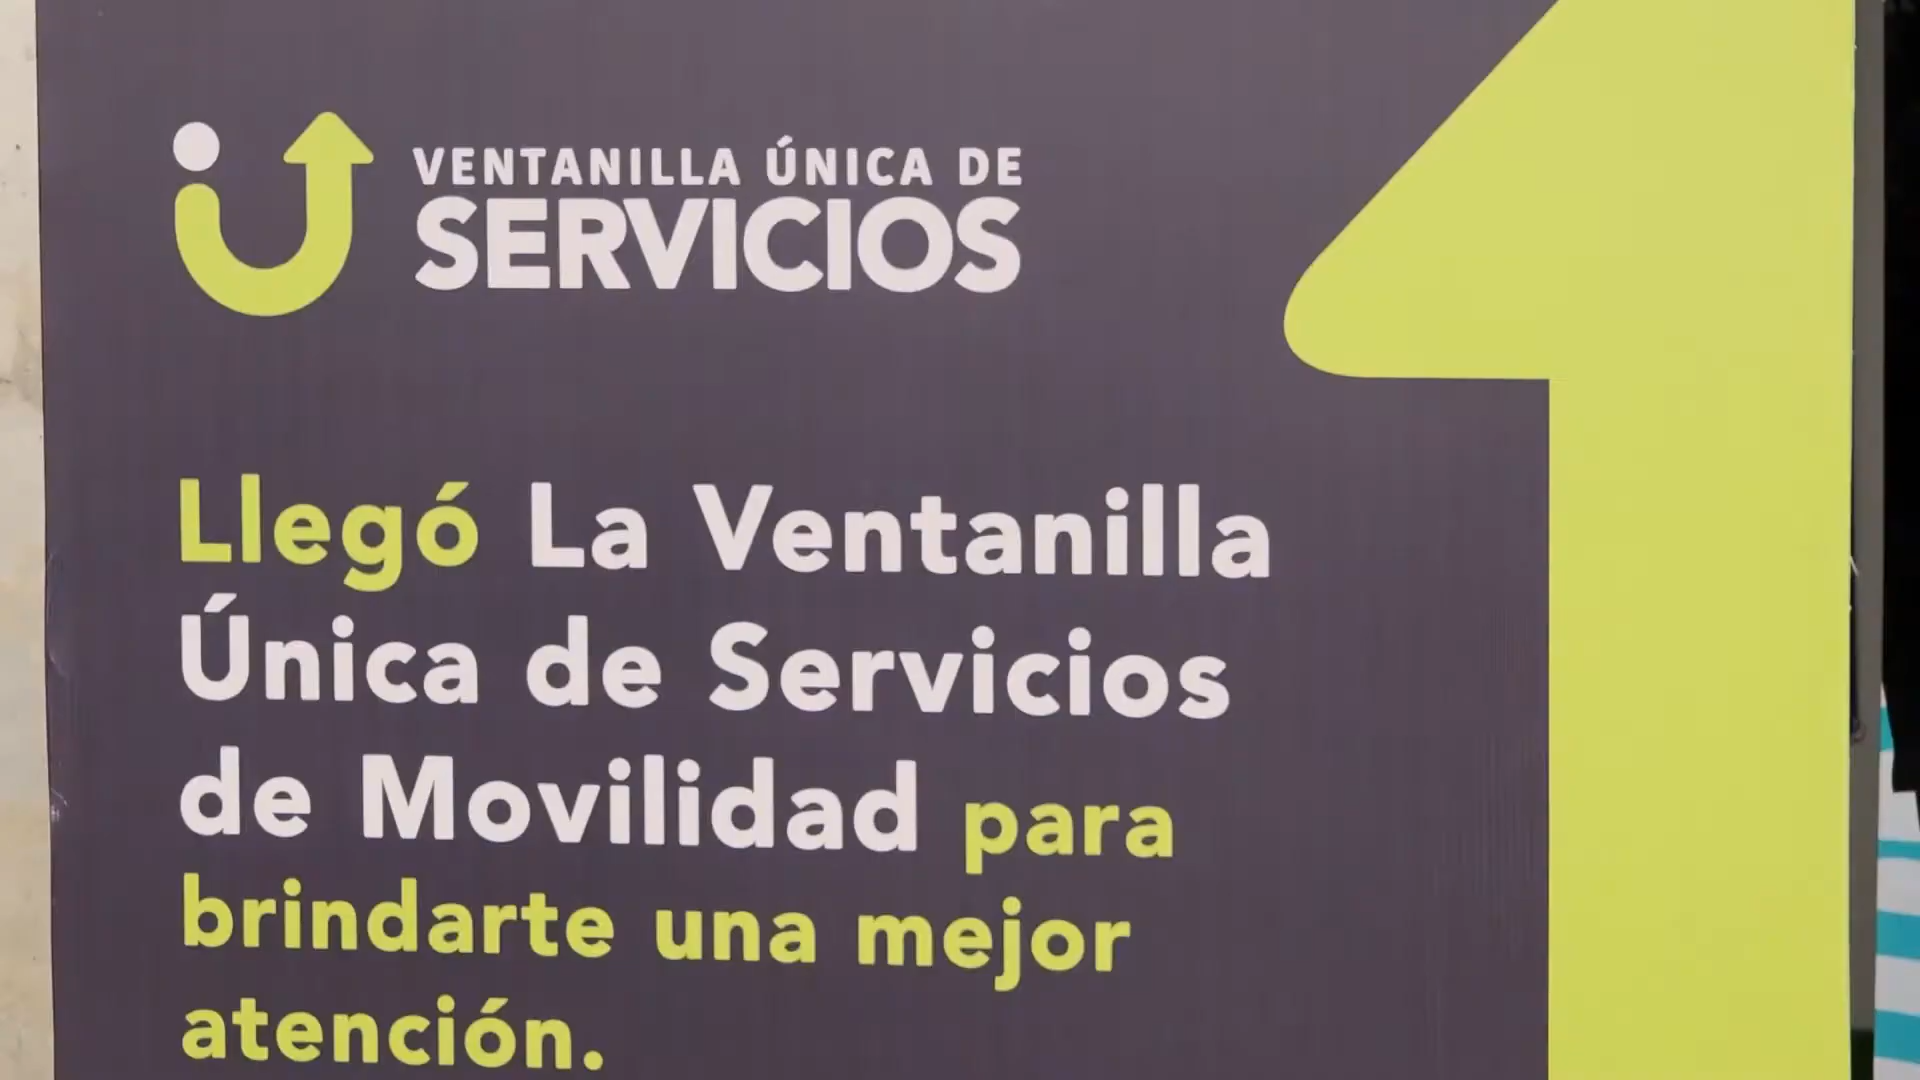 VENTANILLA ÚNICA DE
SERVICIOS
Llegó La Ventanilla
Única de Servicios
de Movilidad para
brindarte una mejor
atención.